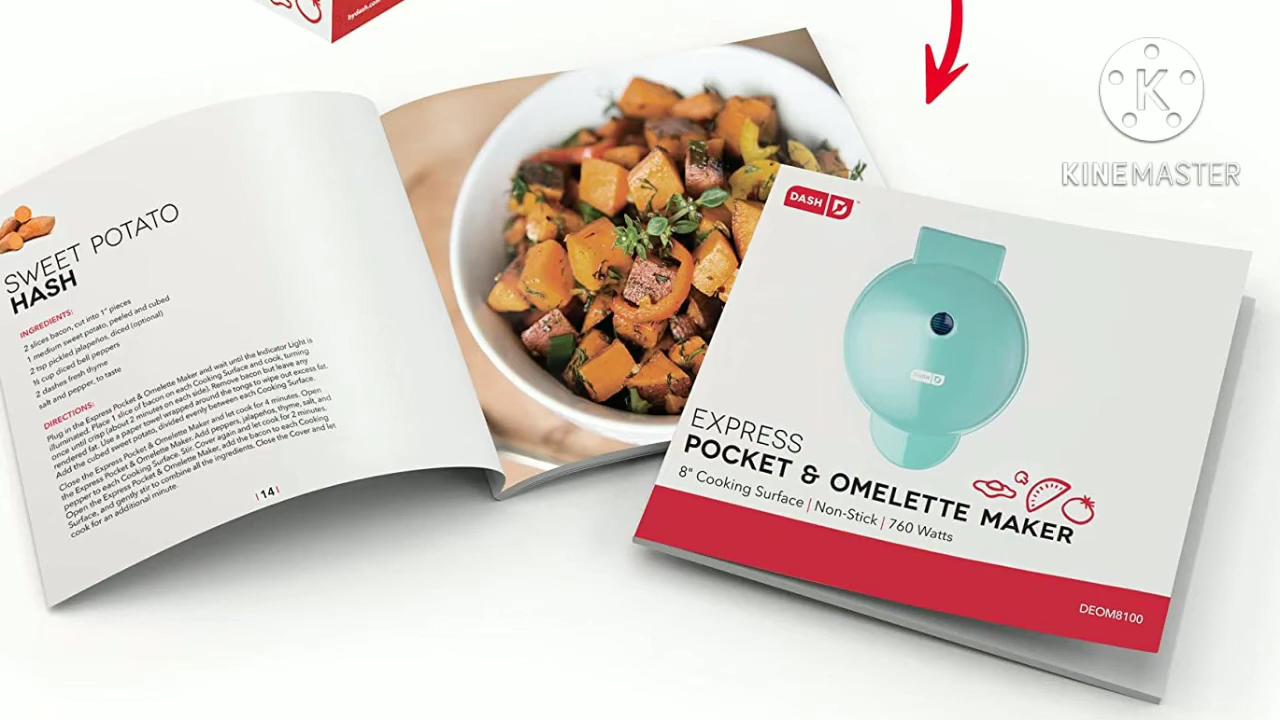 bydash.com
KINEMASTER
SWEET POTATO
HASH
INGREDIENTS:
2 slices bacon, cut into 1" pieces
1 medium sweet potato, peeled and cubed
2 tsp pickled jalapeños, diced (optional)
½ cup diced bell peppers
2 dashes fresh thyme
salt and pepper, to taste
DIRECTIONS:
Plug in the Express Pocket & Omelette Maker and wait until the Indicator Light is
illuminated. Place 1 slice of bacon on each Cooking Surface and cook, turning
once until crisp (about 2 minutes on each side). Remove bacon but leave any
rendered fat. Use a paper towel wrapped around the tongs to wipe out excess fat.
Add the cubed sweet potato, divided evenly between each Cooking Surface.
Close the Express Pocket & Omelette Maker and let cook for 4 minutes. Open
the Express Pocket & Omelette Maker. Add peppers, jalapeños, thyme, salt, and
pepper to each Cooking Surface. Stir. Cover again and let cook for 2 minutes.
Open the Express Pocket & Omelette Maker, add the bacon to each Cooking
Surface, and gently stir to combine all the ingredients. Close the Cover and let
cook for an additional minute.
| 14 |
DASH
DASH
EXPRESS
POCKET & OMELETTE MAKER
8" Cooking Surface | Non-Stick | 760 Watts
DEOM8100